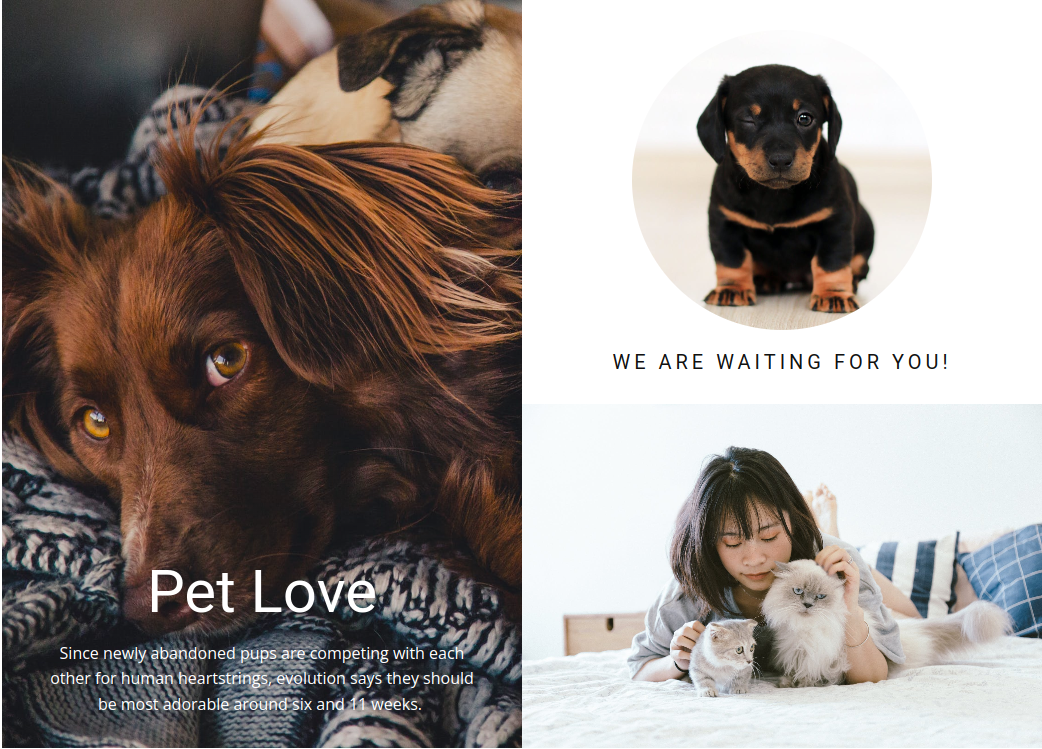 Pet Love
Since newly abandoned pups are competing with each
other for human heartstrings, evolution says they should
be most adorable around six and 11 weeks.
WE ARE WAITING FOR YOU!